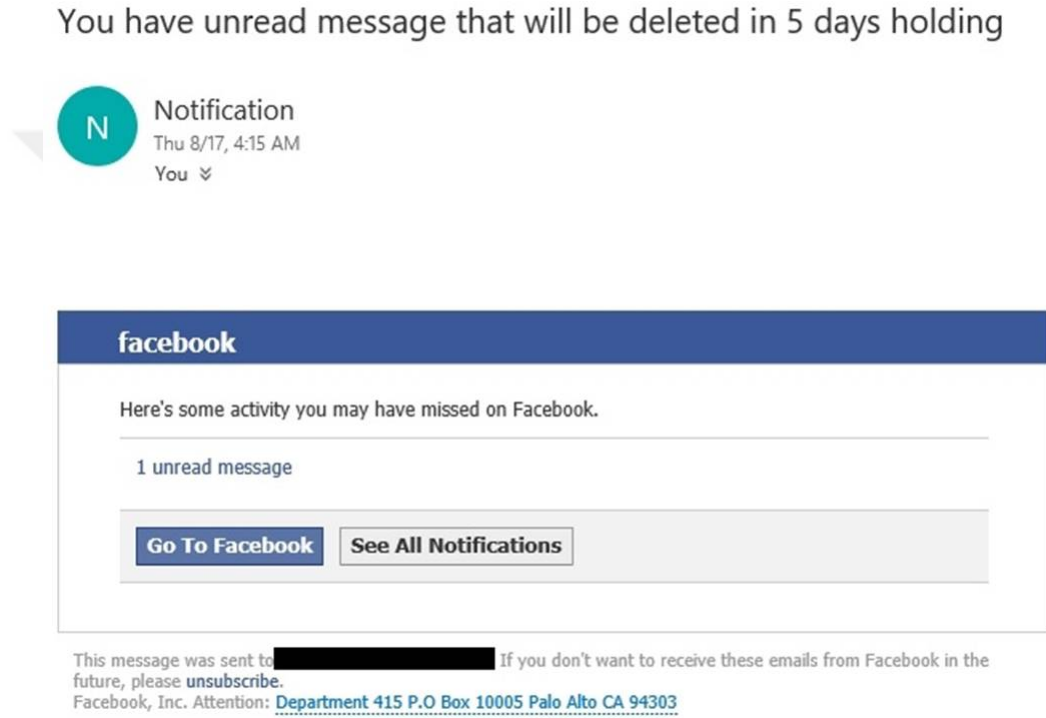 You have unread message that will be deleted in 5 days holding
N
Notification
Thu 8/17, 4:15 AM
You
facebook
Here's some activity you may have missed on Facebook.
1 unread message
Go To Facebook See All Notifications
This message was sent to If you don't want to receive these emails from Facebook in the
future, please unsubscribe.
Facebook, Inc. Attention: Department 415 P.O Box 10005 Palo Alto CA 94303